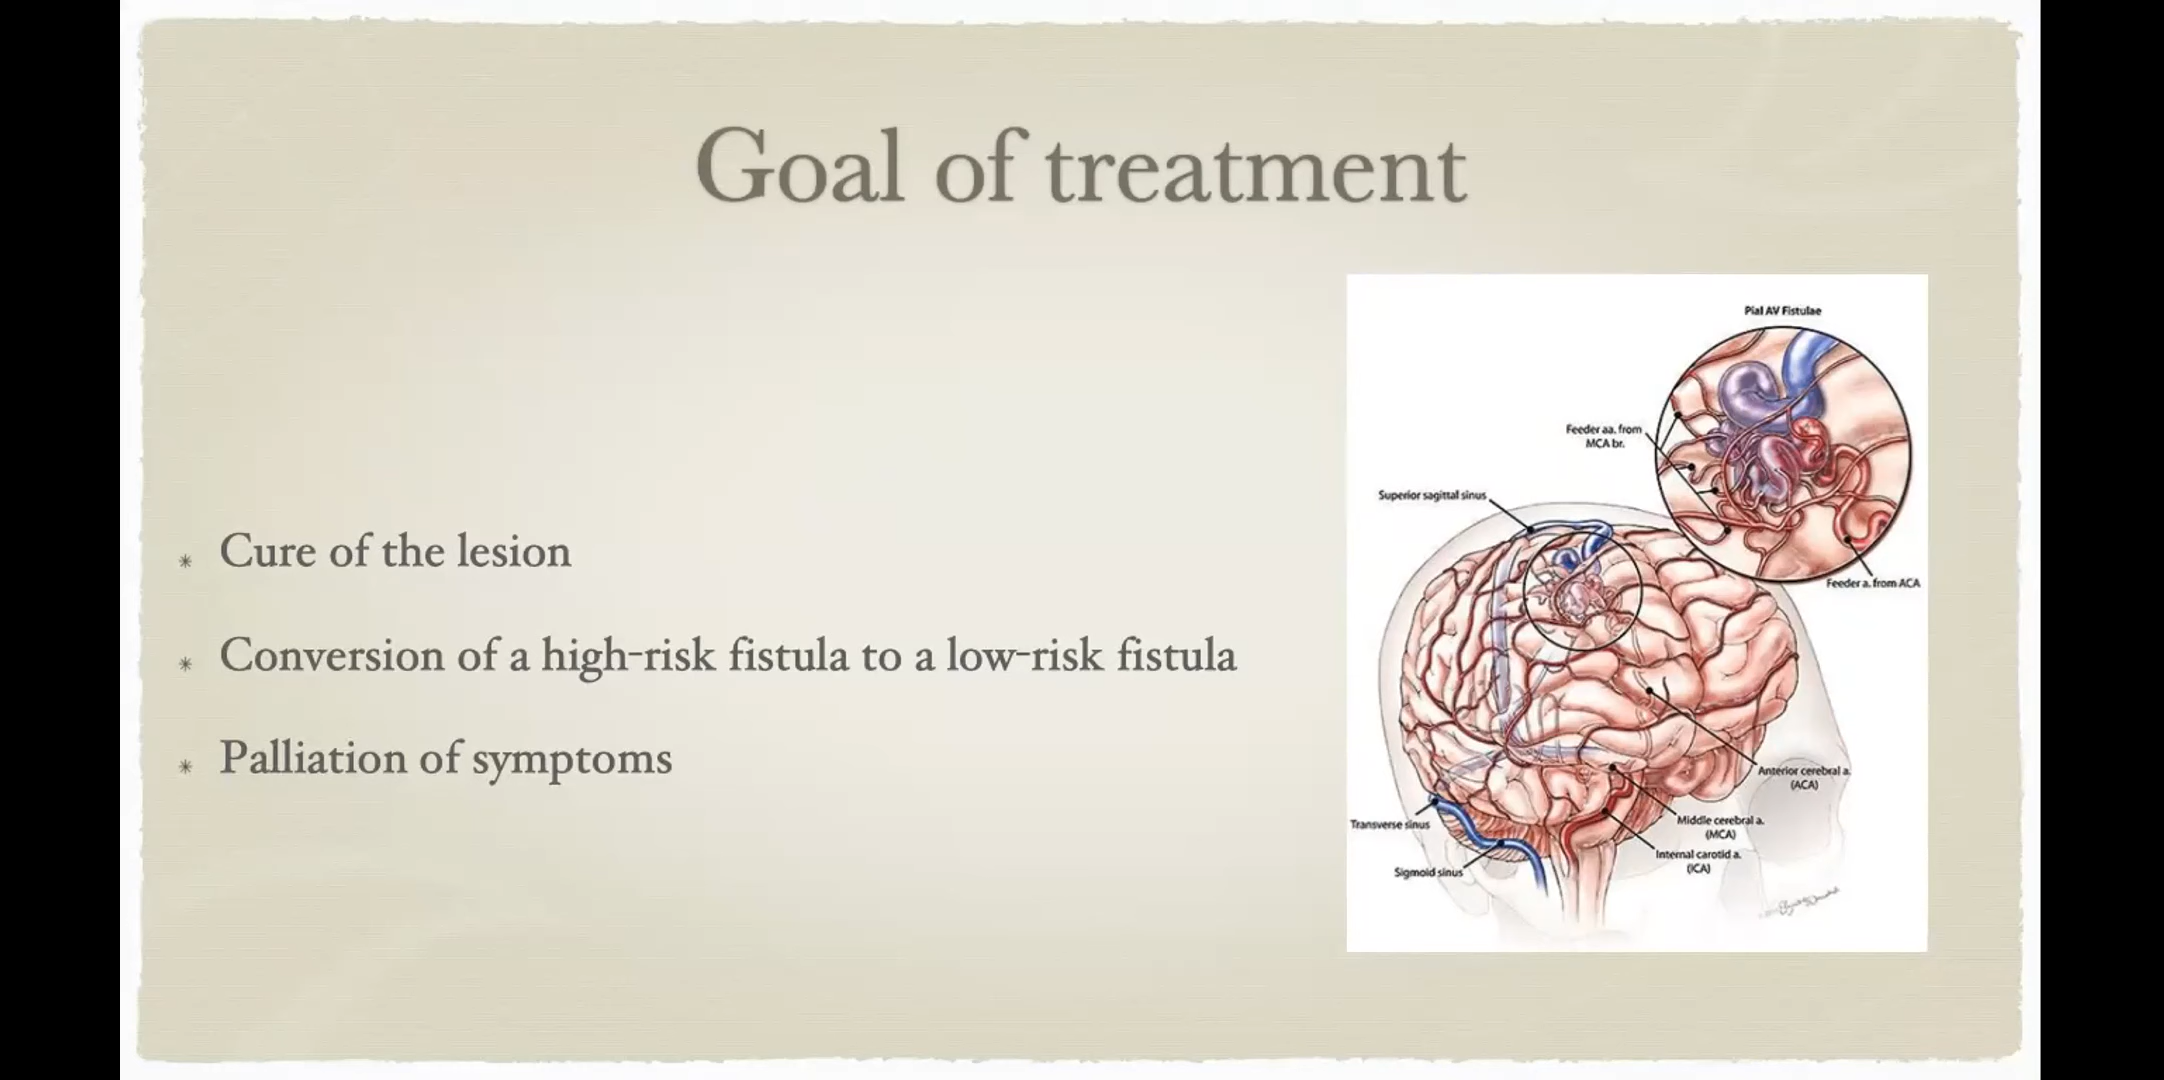 Goal of treatment
* Cure of the lesion
* Conversion of a high-risk fistula to a low-risk fistula
* Palliation of symptoms
Pial AV Fistulae
Feeder aa. from
MCA br.
Superior sagittal sinus
Feeder a. from ACA
Anterior cerebral a.
(ACA)
Transverse sinus
Middle cerebral a.
(MCA)
Internal carotid a.
(ICA)
Sigmoid sinus